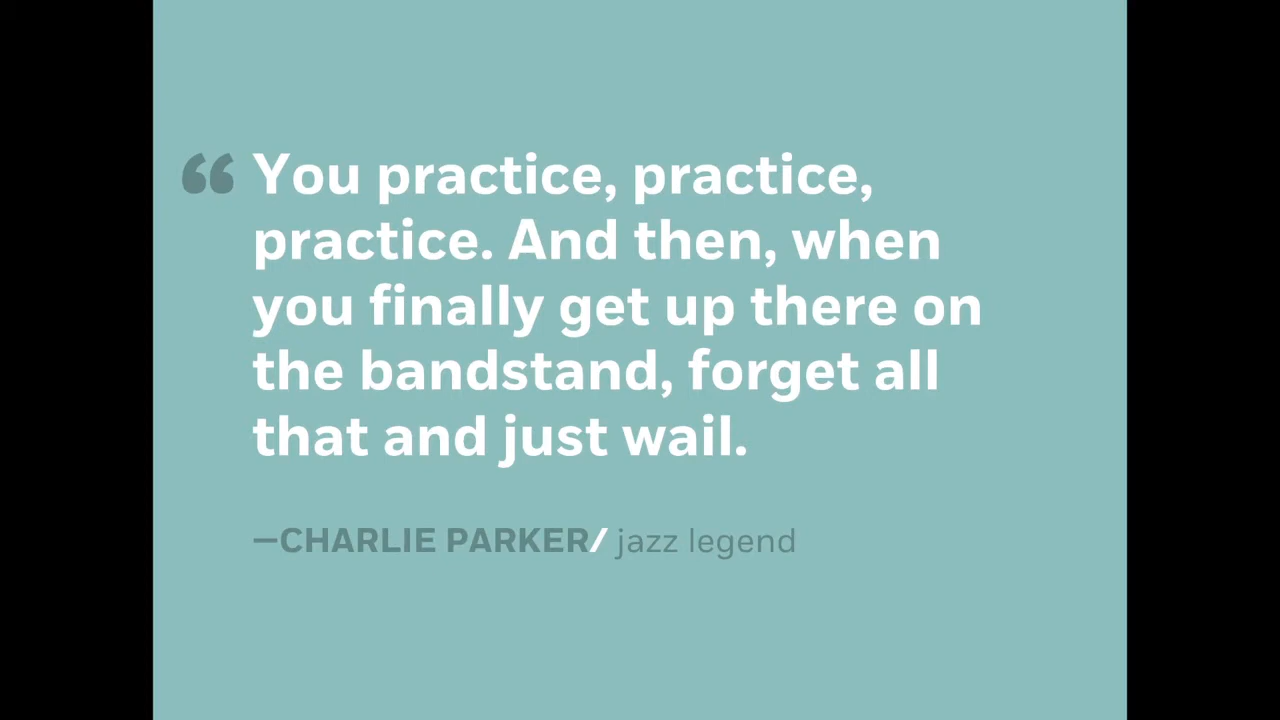 “ You practice, practice,
practice. And then, when
you finally get up there on
the bandstand, forget all
that and just wail.
—CHARLIE PARKER/ jazz legend